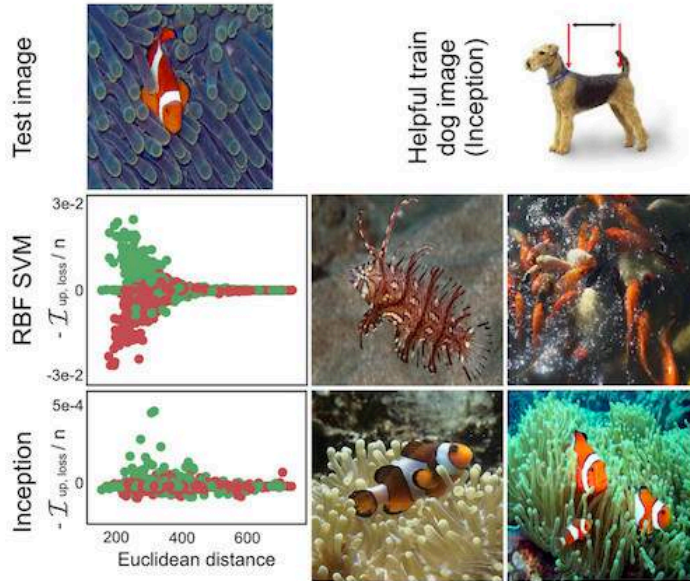 Test image
Helpful train
dog image
(Inception)
RBF SVM
- I up, loss / n
3e-2
0
-3e-2
Inception
- I up, loss / n
5e-4
0
200
400
600
Euclidean distance